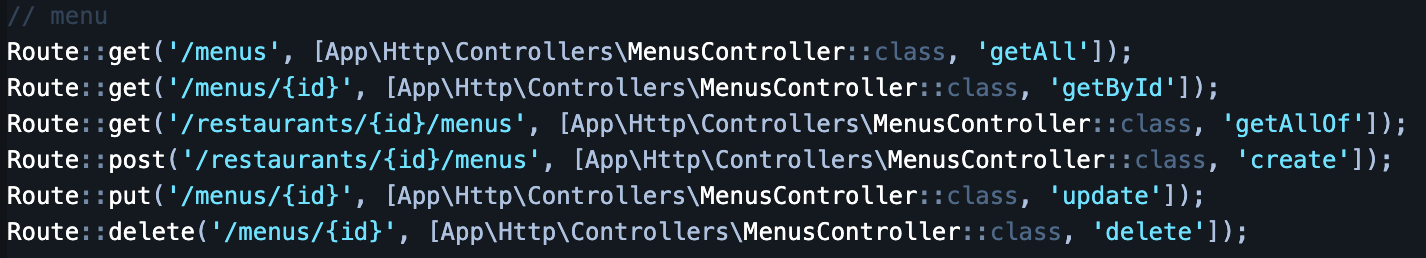 // menu
Route::get('/menus', [App\Http\Controllers\MenusController::class, 'getAll']);
Route::get('/menus/{id}', [App\Http\Controllers\MenusController::class, 'getById']);
Route::get('/restaurants/{id}/menus', [App\Http\Controllers\MenusController::class, 'getAllOf']);
Route::post('/restaurants/{id}/menus', [App\Http\Controllers\MenusController::class, 'create']);
Route::put('/menus/{id}', [App\Http\Controllers\MenusController::class, 'update']);
Route::delete('/menus/{id}', [App\Http\Controllers\MenusController::class, 'delete']);